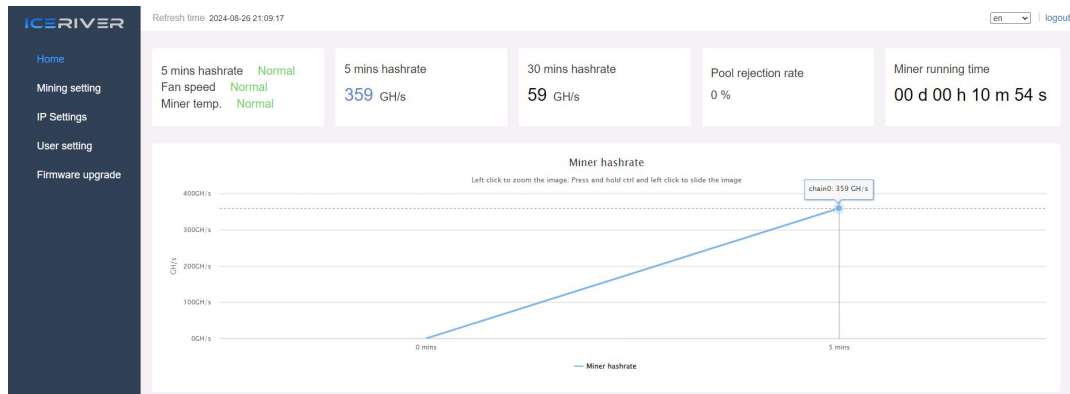 ICERIVER
Refresh time 2024-08-26 21:09:17
en
logout
Home
Mining setting
IP Settings
User setting
Firmware upgrade
5 mins hashrate Normal
Fan speed Normal
Miner temp. Normal
5 mins hashrate
359 GH/s
30 mins hashrate
59 GH/s
Pool rejection rate
0 %
Miner running time
00 d 00 h 10 m 54 s
Miner hashrate
Left click to zoom the image. Press and hold ctrl and left click to slide the image
chain0: 359 GH/s
400GH/s
300GH/s
200GH/s
100GH/s
0GH/s
GH/s
0 mins
5 mins
Miner hashrate